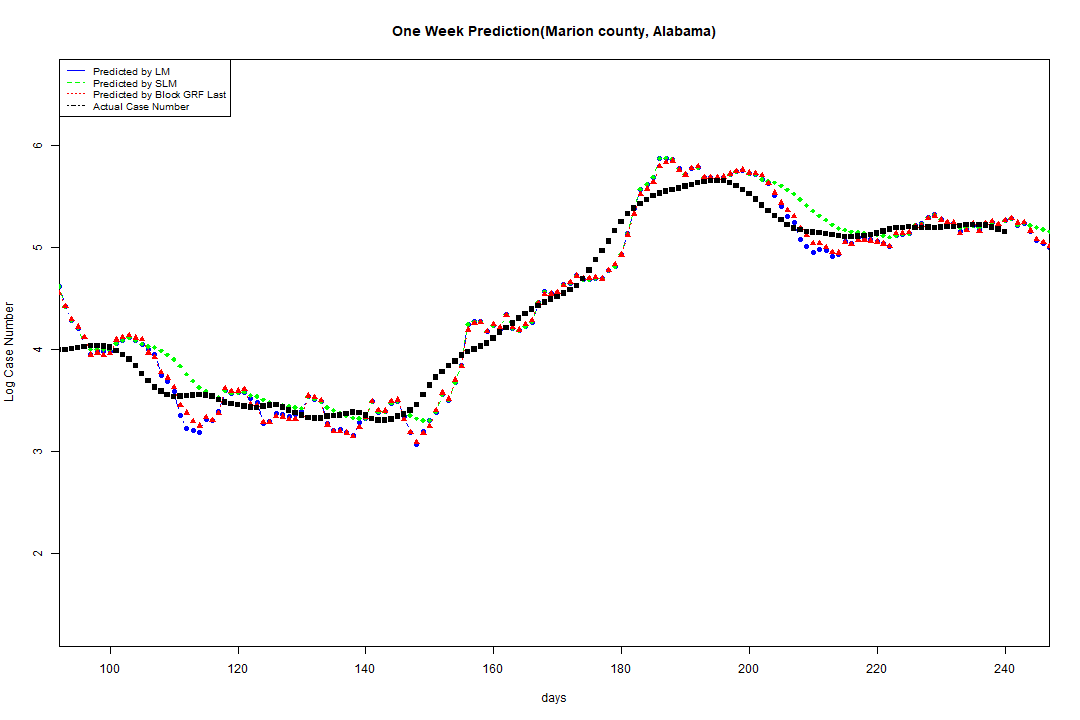 One Week Prediction(Marion county, Alabama)
Predicted by LM
Predicted by SLM
Predicted by Block GRF Last
Actual Case Number
6
5
4
3
2
Log Case Number
100 120 140 160 180 200 220 240
days